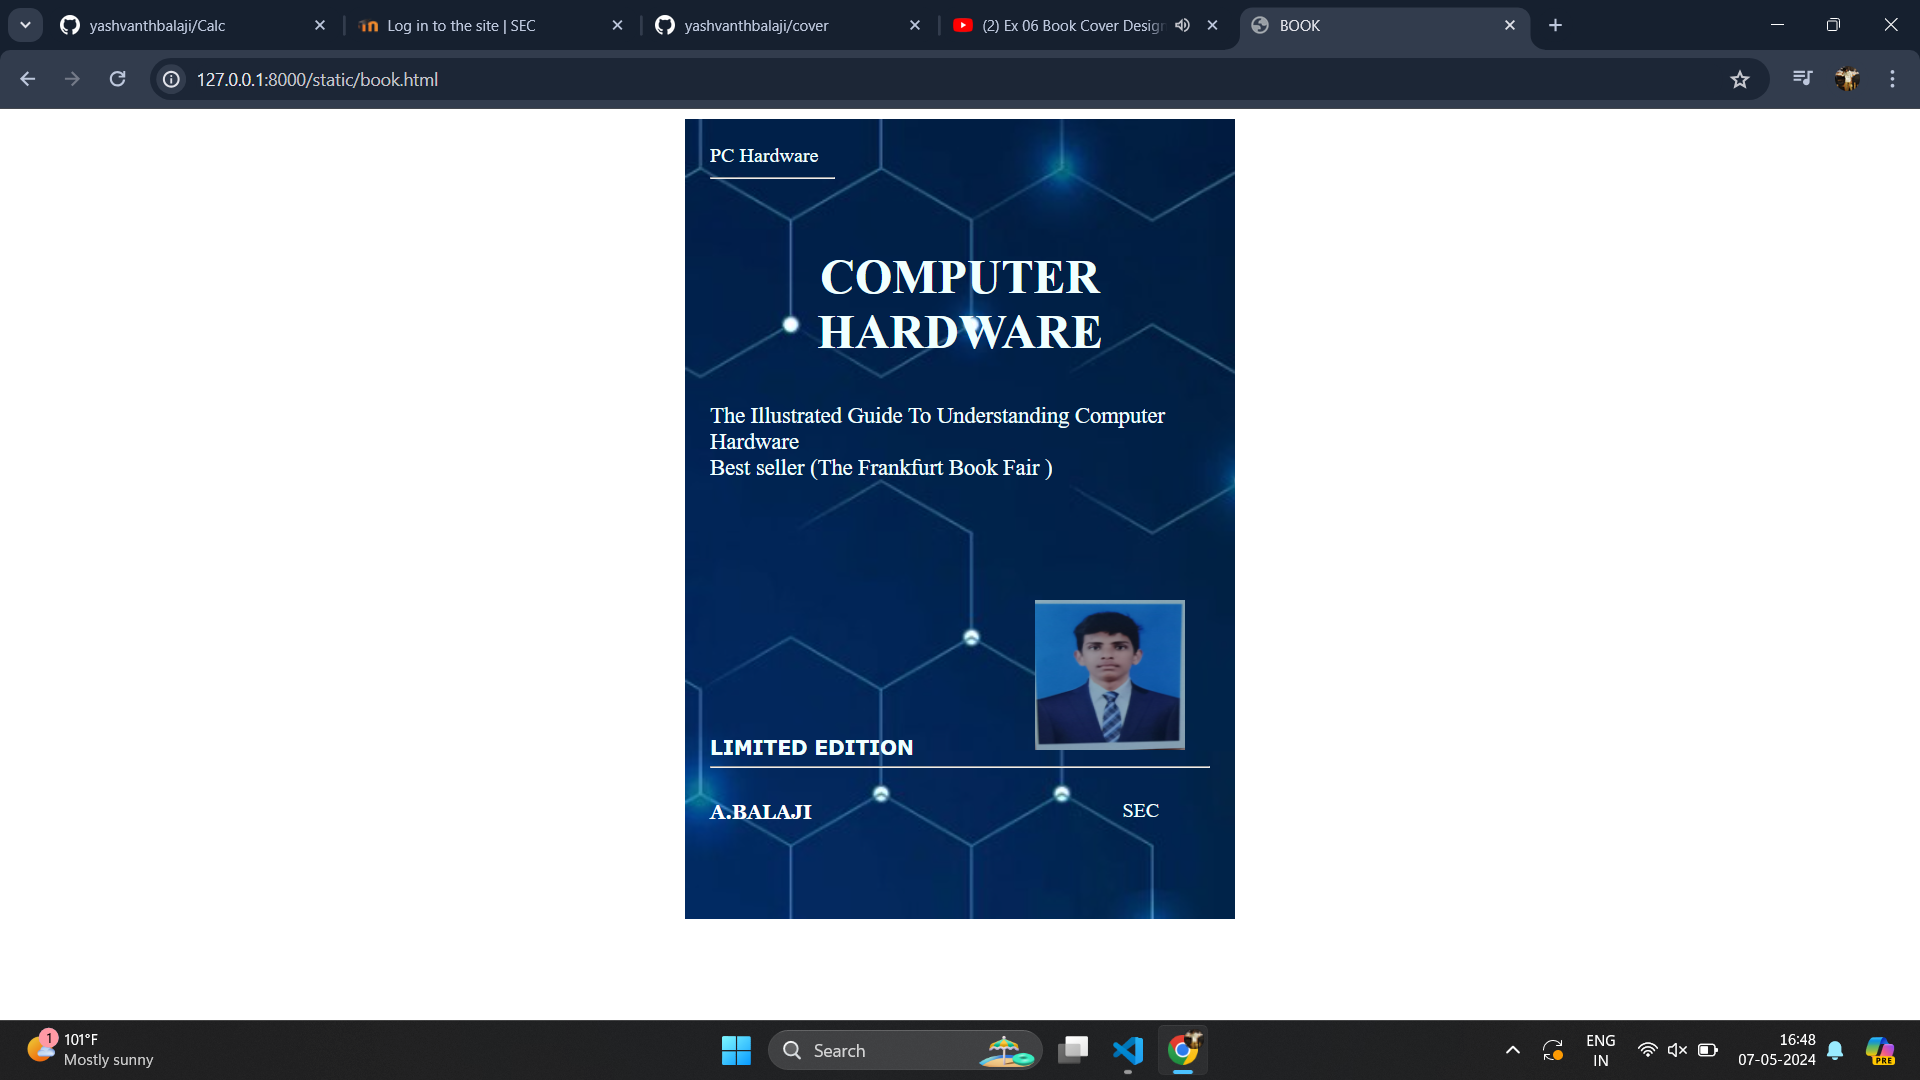 yashvanthbalaji/Calc
Log in to the site | SEC
yashvanthbalaji/cover
(2) Ex 06 Book Cover Design
BOOK
127.0.0.1:8000/static/book.html
PC Hardware
COMPUTER
HARDWARE
The Illustrated Guide To Understanding Computer
Hardware
Best seller (The Frankfurt Book Fair )
LIMITED EDITION
A.BALAJI
SEC
1
101°F
Mostly sunny
Search
ENG
IN
16:48
07-05-2024
PRE